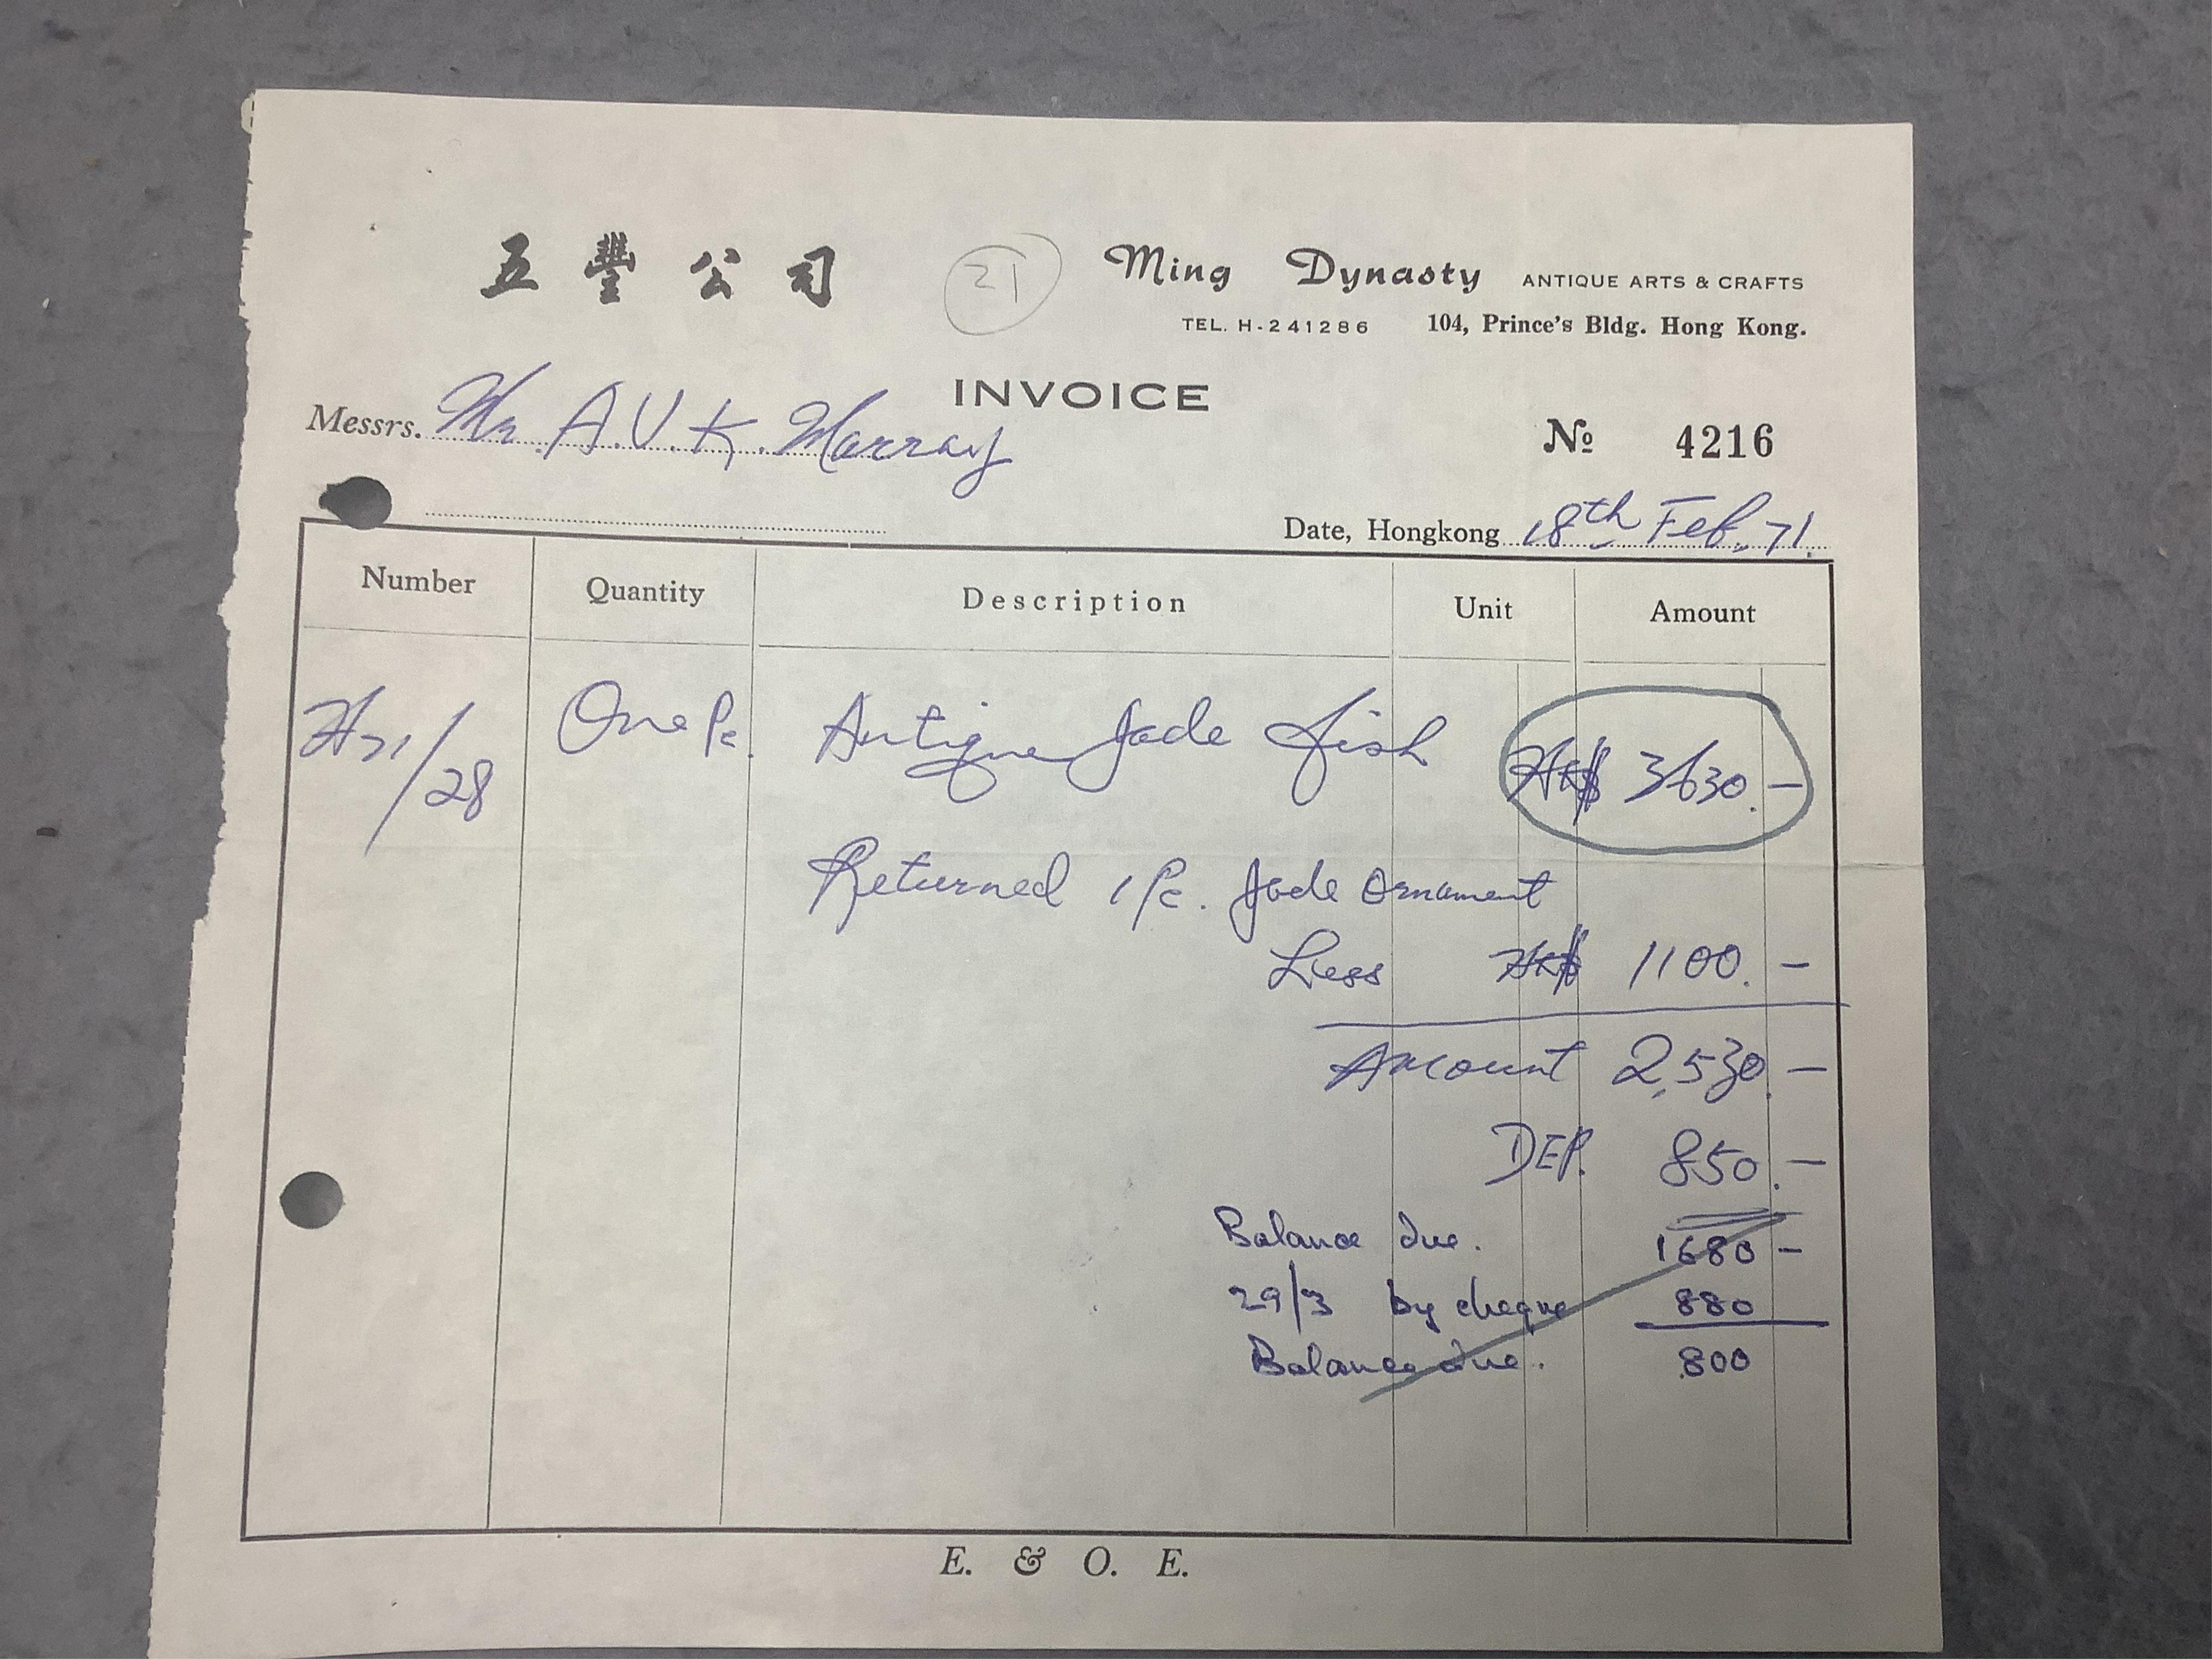 五豐公司
21
Ming Dynasty ANTIQUE ARTS & CRAFTS
TEL. H-241286 104, Prince's Bldg. Hong Kong.
INVOICE
Messrs. Mr. A.V.K. Marray
№ 4216
Date, Hongkong 18th Feb. 71.
Number Quantity Description Unit Amount
H71/28 One Pc. Antique Jade fish HK$ 3630.—
Returned 1 Pc. Jade Ornament
Less HK$ 1100.—
Amount 2,530.—
DEP. 850.—
Balance due. 1680 —
29/3 by cheque 880
Balance due. 800
E. & O. E.